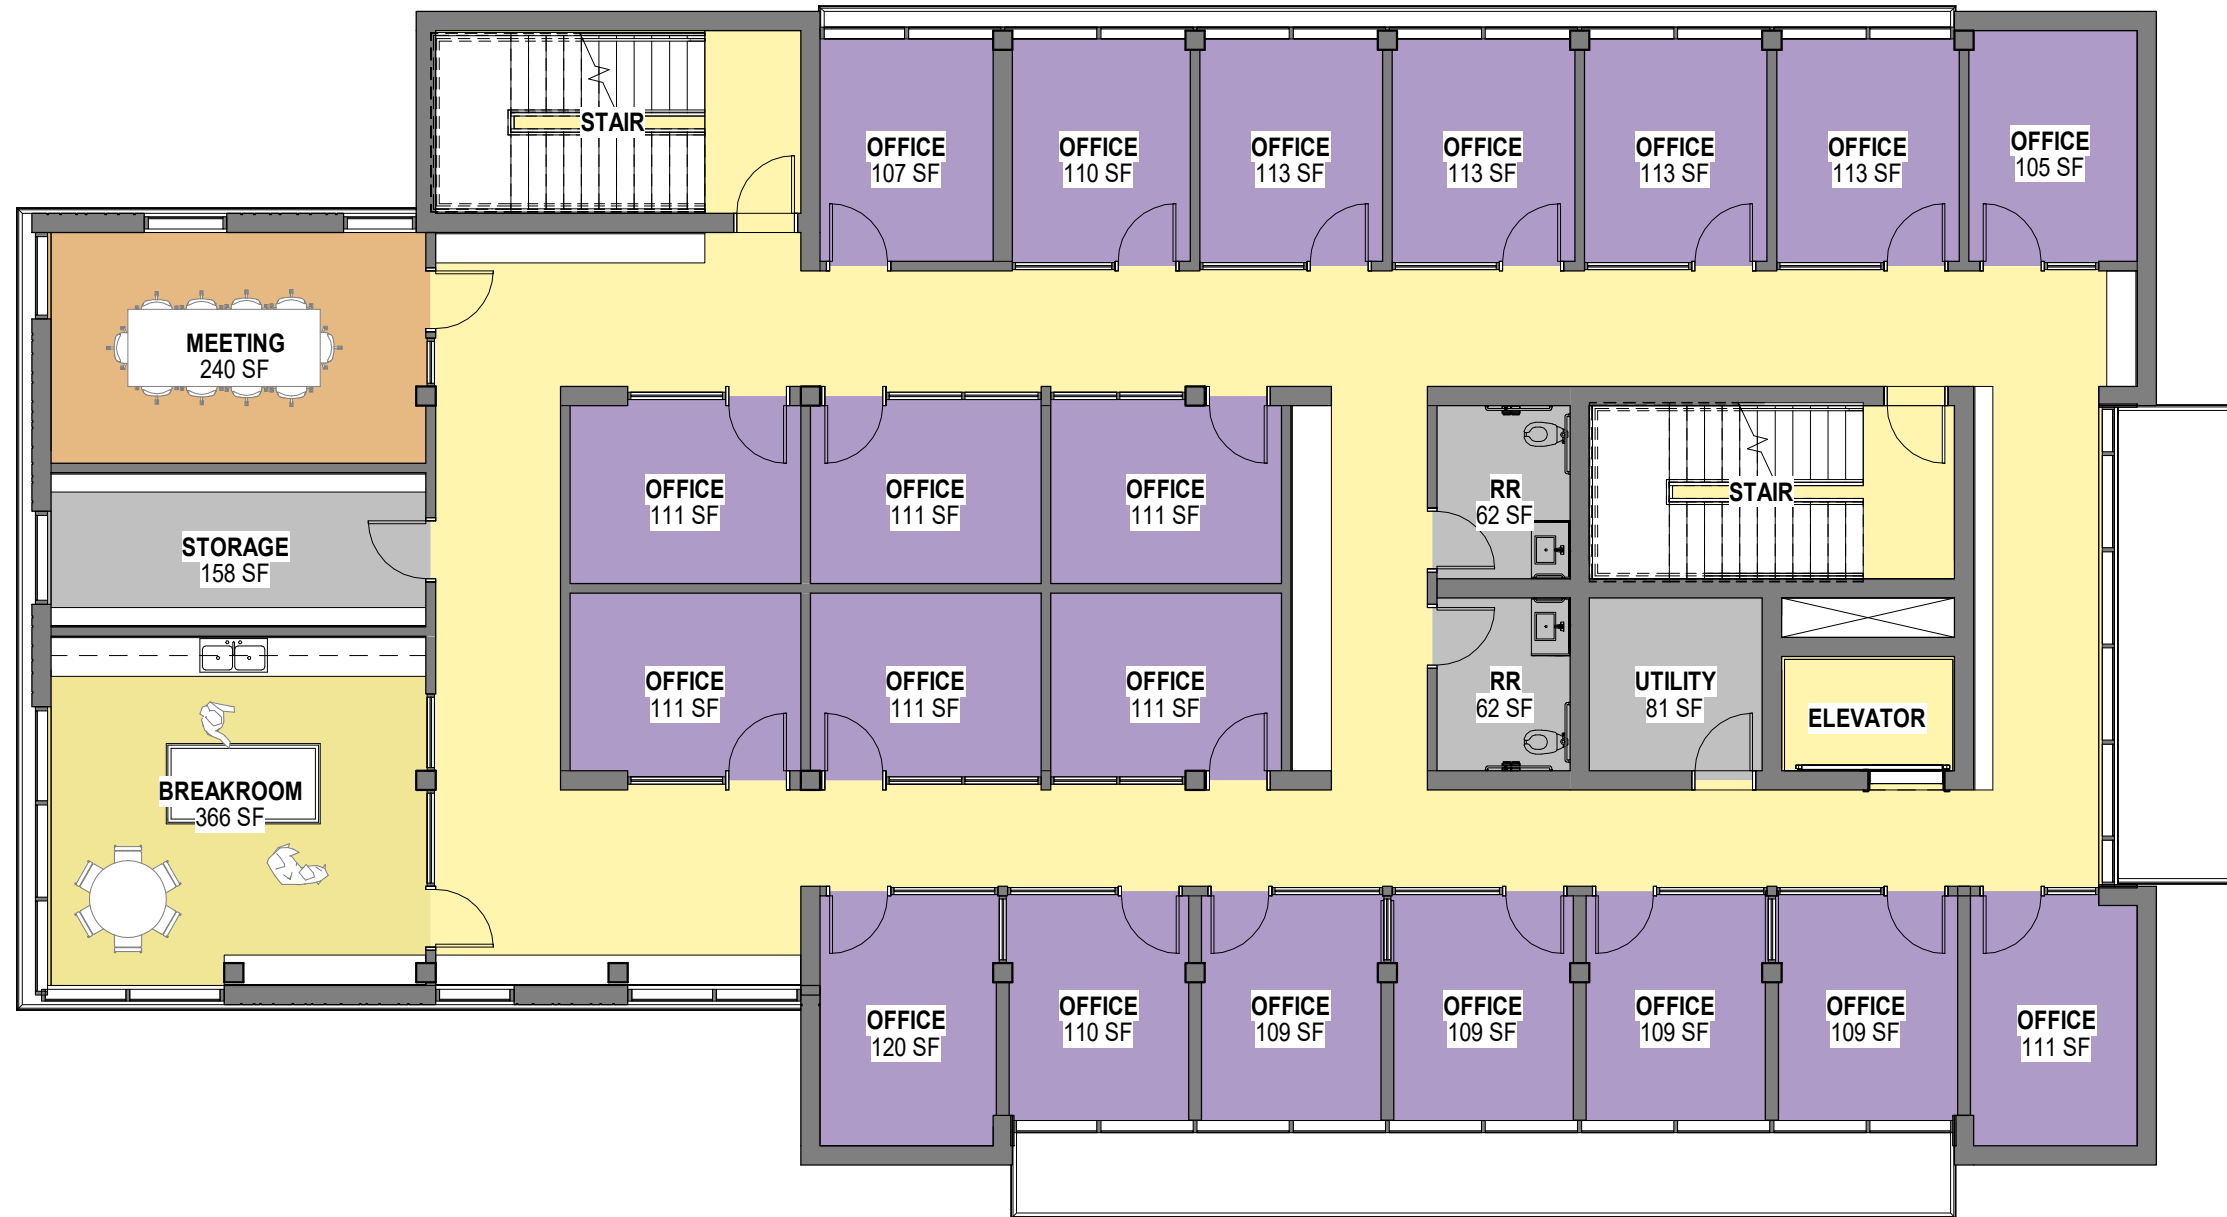 STAIR
OFFICE
107 SF
OFFICE
110 SF
OFFICE
113 SF
OFFICE
113 SF
OFFICE
113 SF
OFFICE
113 SF
OFFICE
105 SF
MEETING
240 SF
STORAGE
158 SF
OFFICE
111 SF
OFFICE
111 SF
OFFICE
111 SF
RR
62 SF
STAIR
OFFICE
111 SF
OFFICE
111 SF
OFFICE
111 SF
RR
62 SF
UTILITY
81 SF
ELEVATOR
BREAKROOM
366 SF
OFFICE
120 SF
OFFICE
110 SF
OFFICE
109 SF
OFFICE
109 SF
OFFICE
109 SF
OFFICE
109 SF
OFFICE
111 SF